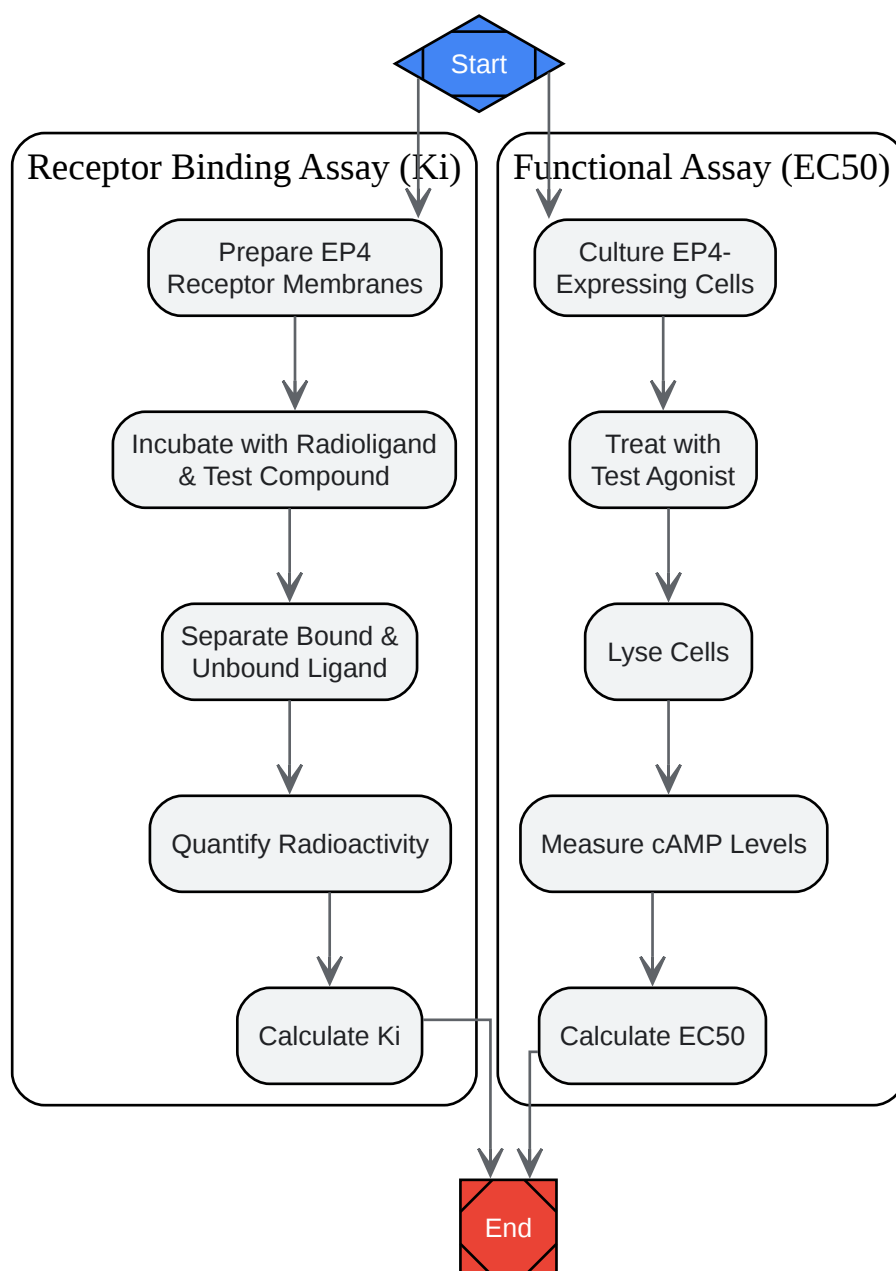 Start
Receptor Binding Assay (Ki)
Prepare EP4
Receptor Membranes
Incubate with Radioligand
& Test Compound
Separate Bound &
Unbound Ligand
Quantify Radioactivity
Calculate Ki
Functional Assay (EC50)
Culture EP4-
Expressing Cells
Treat with
Test Agonist
Lyse Cells
Measure cAMP Levels
Calculate EC50
End